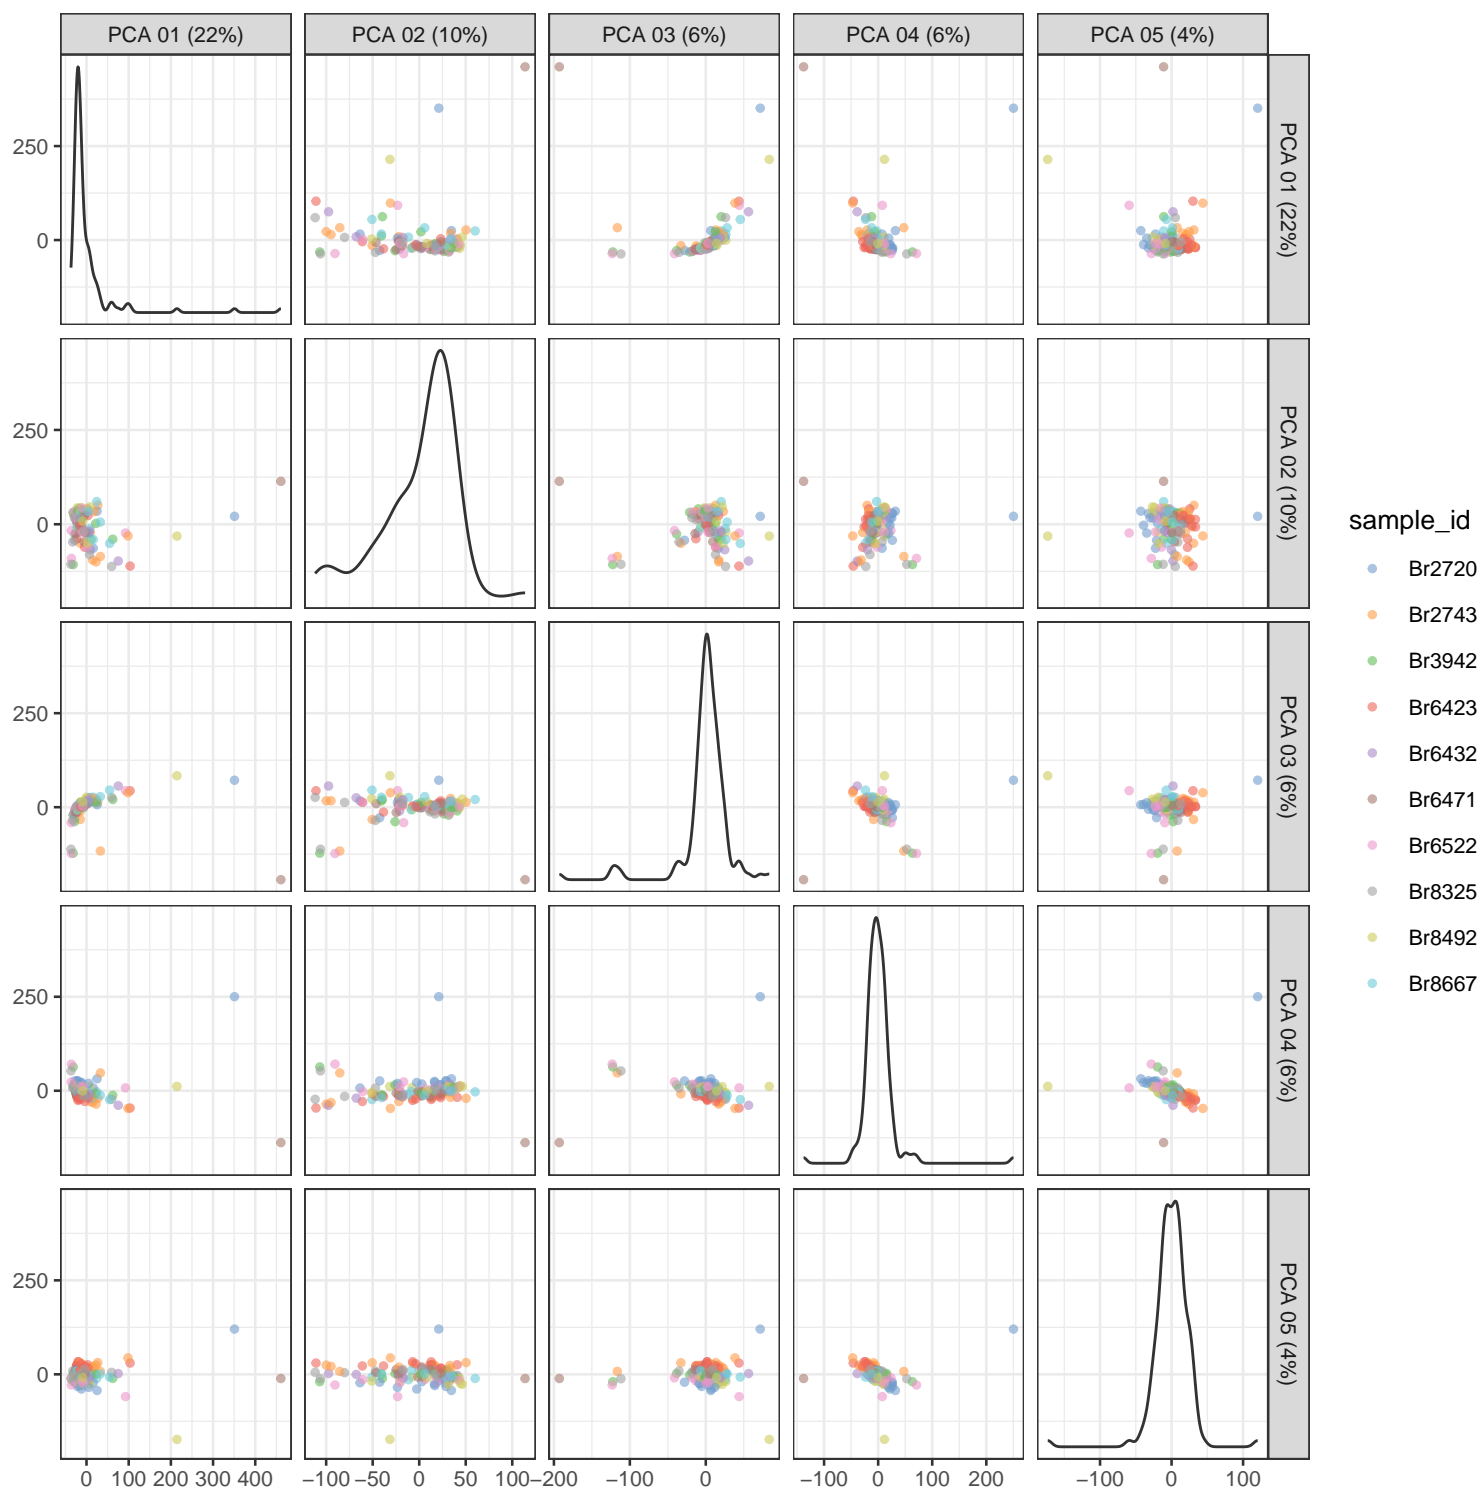 PCA 01 (22%) PCA 02 (10%) PCA 03 (6%) PCA 04 (6%) PCA 05 (4%)
250
0
PCA 01 (22%)
250
0
PCA 02 (10%)
250
0
PCA 03 (6%)
250
0
PCA 04 (6%)
250
0
PCA 05 (4%)
0 100 200 300 400 −100 −50 0 50 100 −200 −100 0 −100 0 100 200 −100 0 100
sample_id
Br2720
Br2743
Br3942
Br6423
Br6432
Br6471
Br6522
Br8325
Br8492
Br8667